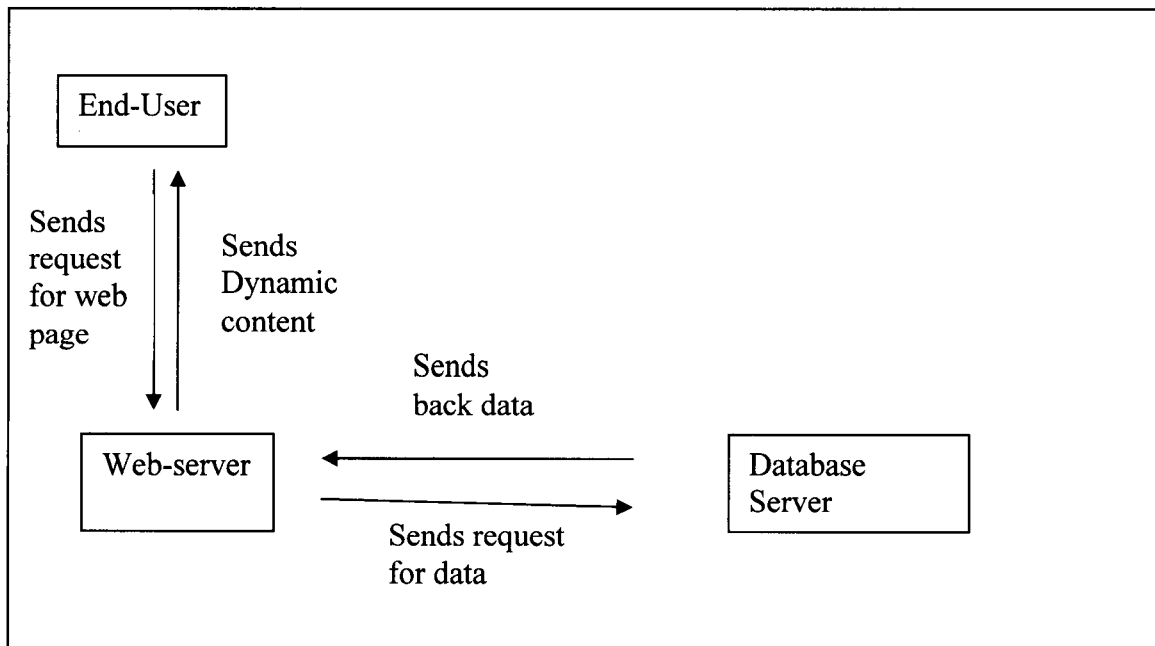 End-User
Sends
request
for web
page
Sends
Dynamic
content
Sends
back data
Web-server
Database
Server
Sends request
for data